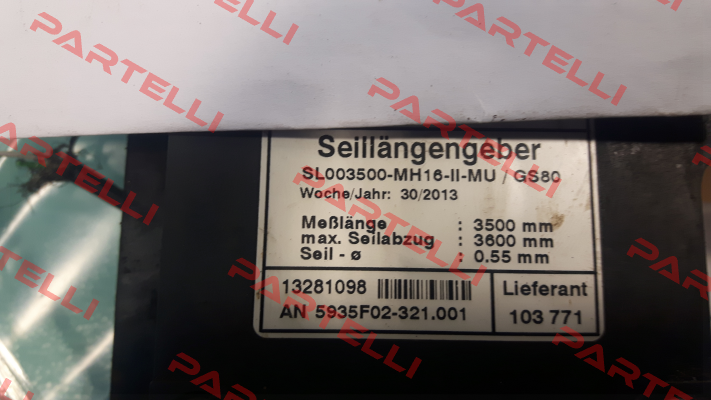 Seillängengeber
SL003500-MH16-II-MU / GS80
Woche/Jahr: 30/2013
Meßlänge : 3500 mm
max. Seilabzug : 3600 mm
Seil - ø : 0.55 mm
13281098
AN 5935F02-321.001
Lieferant
103 771
PARTELLI
PARTELLI
PARTELLI
PARTELLI
PARTELLI
PARTELLI
PARTELLI
PARTELLI
PARTELLI